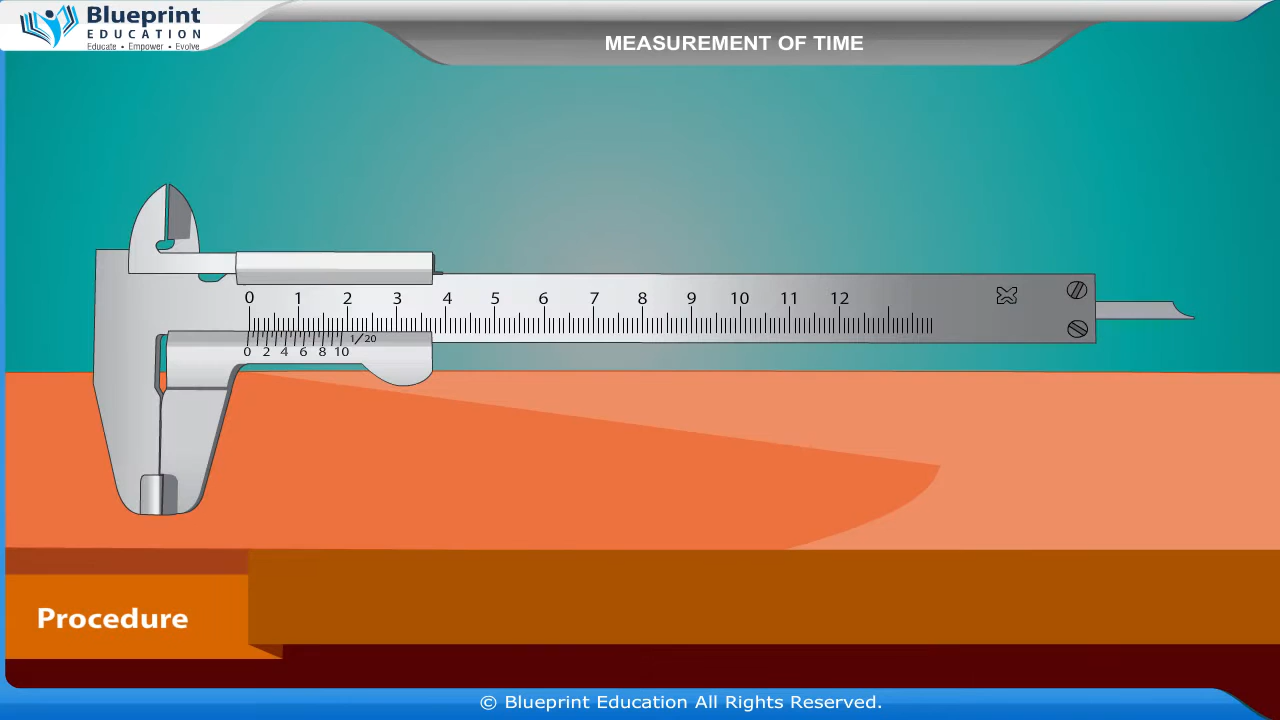 Blueprint
EDUCATION
Educate • Empower • Evolve
MEASUREMENT OF TIME
0 1 2 3 4 5 6 7 8 9 10 11 12
1/20
0 2 4 6 8 10
Procedure
© Blueprint Education All Rights Reserved.